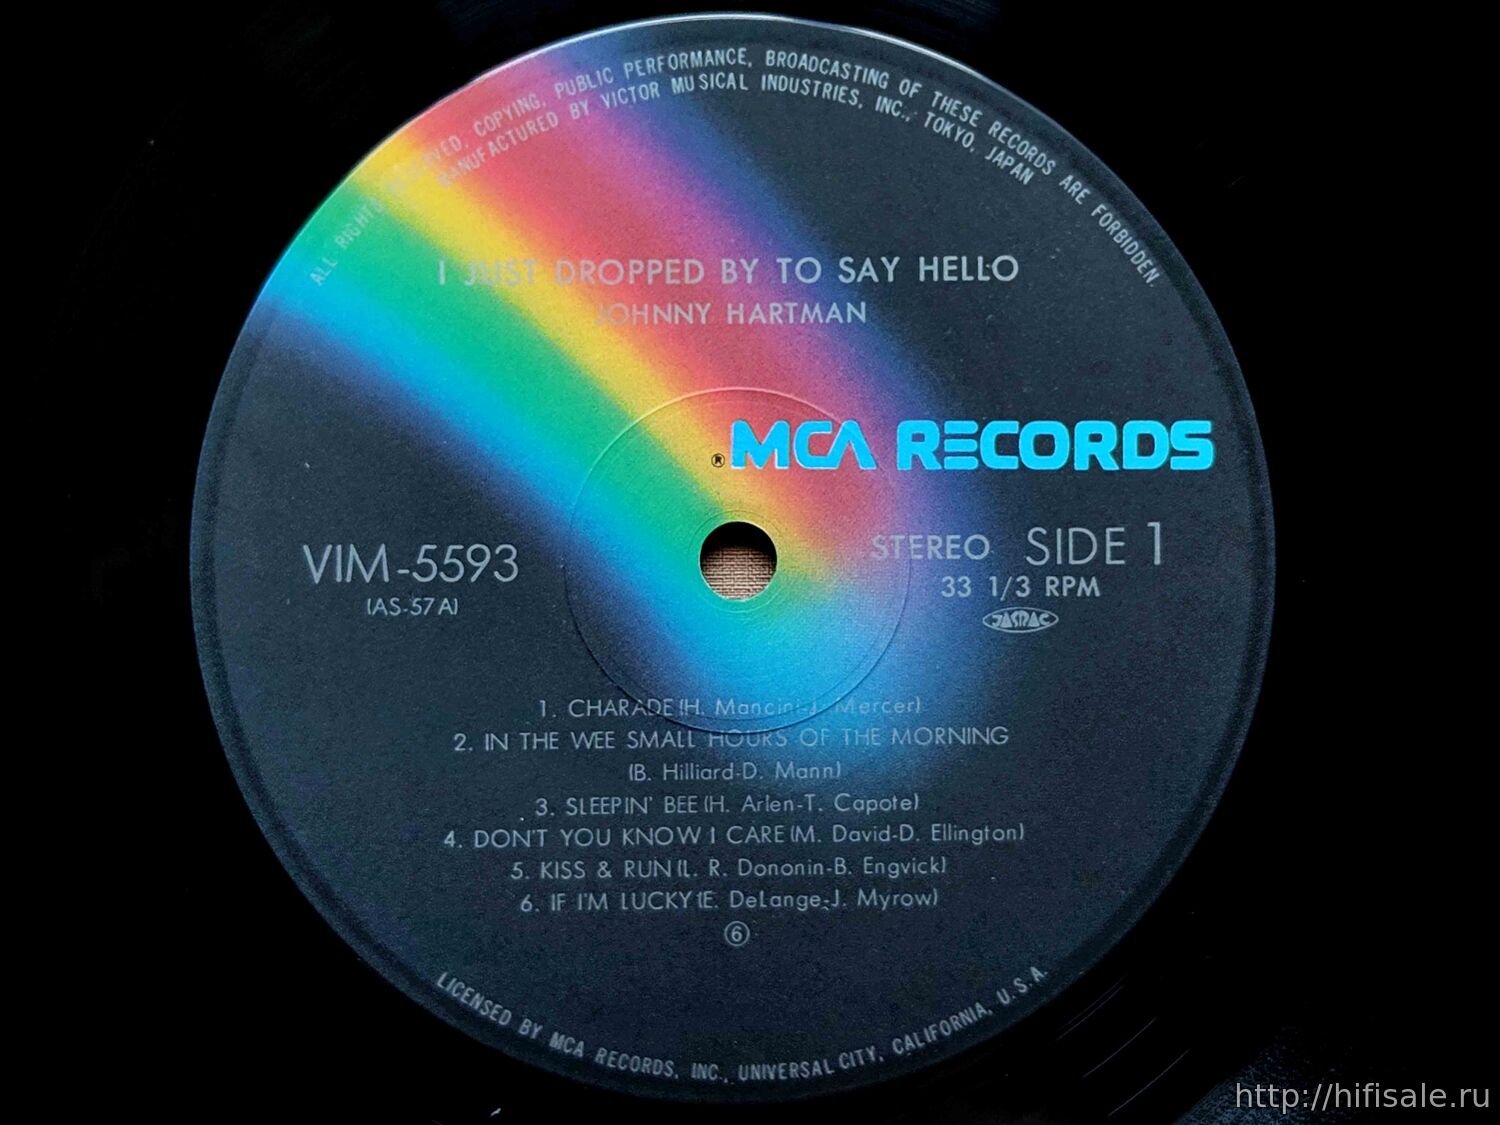 ALL RIGHTS RESERVED, COPYING, PUBLIC PERFORMANCE, BROADCASTING OF THESE RECORDS ARE FORBIDDEN.
MANUFACTURED BY VICTOR MUSICAL INDUSTRIES, INC., TOKYO, JAPAN
I JUST DROPPED BY TO SAY HELLO
JOHNNY HARTMAN
® MCA RECORDS
VIM-5593
(AS-57A)
STEREO SIDE 1
33 1/3 RPM
JASRAC
1. CHARADE (H. Mancini-J. Mercer)
2. IN THE WEE SMALL HOURS OF THE MORNING
(B. Hilliard-D. Mann)
3. SLEEPIN' BEE (H. Arlen-T. Capote)
4. DON'T YOU KNOW I CARE (M. David-D. Ellington)
5. KISS & RUN (L. R. Dononin-B. Engvick)
6. IF I'M LUCKY (E. DeLange-J. Myrow)
⑥
LICENSED BY MCA RECORDS, INC., UNIVERSAL CITY, CALIFORNIA, U.S.A.
http://hifisale.ru